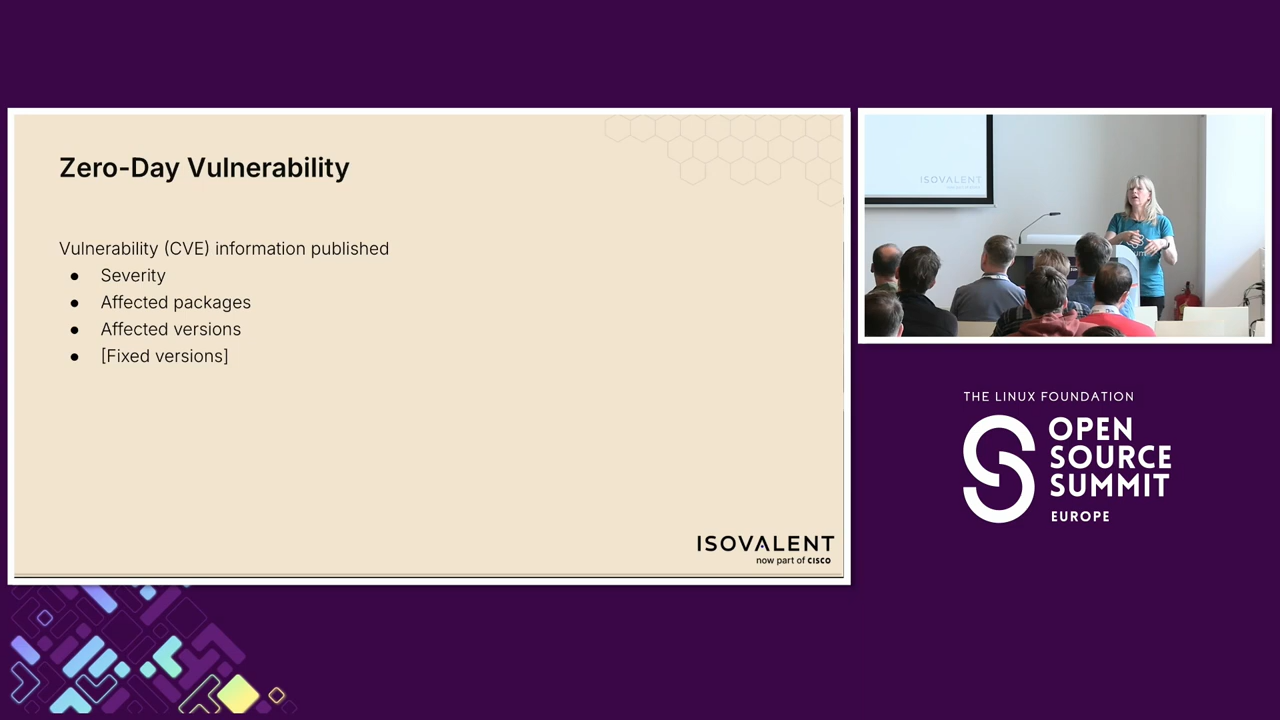 Zero-Day Vulnerability
Vulnerability (CVE) information published
● Severity
● Affected packages
● Affected versions
● [Fixed versions]
ISOVALENT
now part of CISCO
ISOVALENT
THE LINUX FOUNDATION
OPEN
SOURCE
SUMMIT
EUROPE